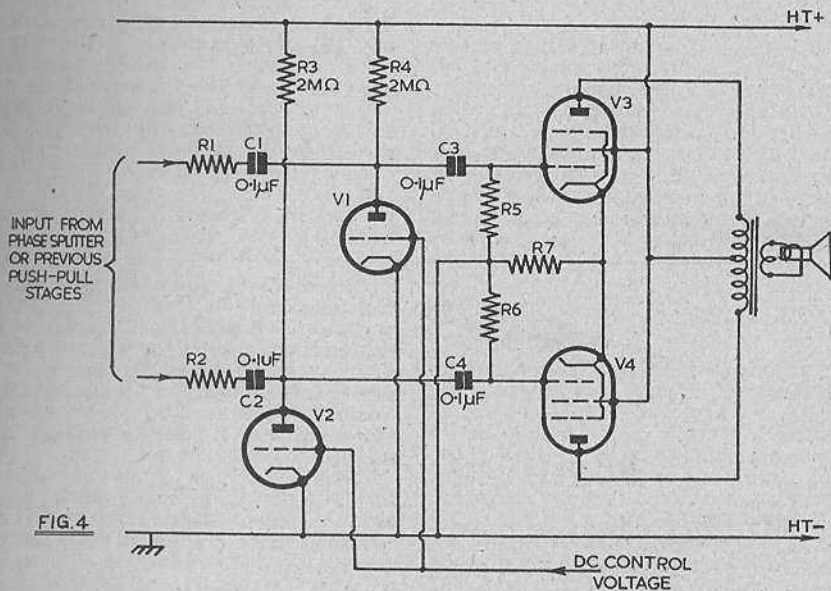 HT+
R3
2MΩ
R4
2MΩ
V3
R1
C1
0·1µF
C3
0·1µF
V1
R5
INPUT FROM
PHASE SPLITTER
OR PREVIOUS
PUSH-PULL
STAGES
R7
R6
R2
0·1uF
C2
V2
C4
0·1µF
V4
FIG.4
HT−
DC CONTROL
VOLTAGE